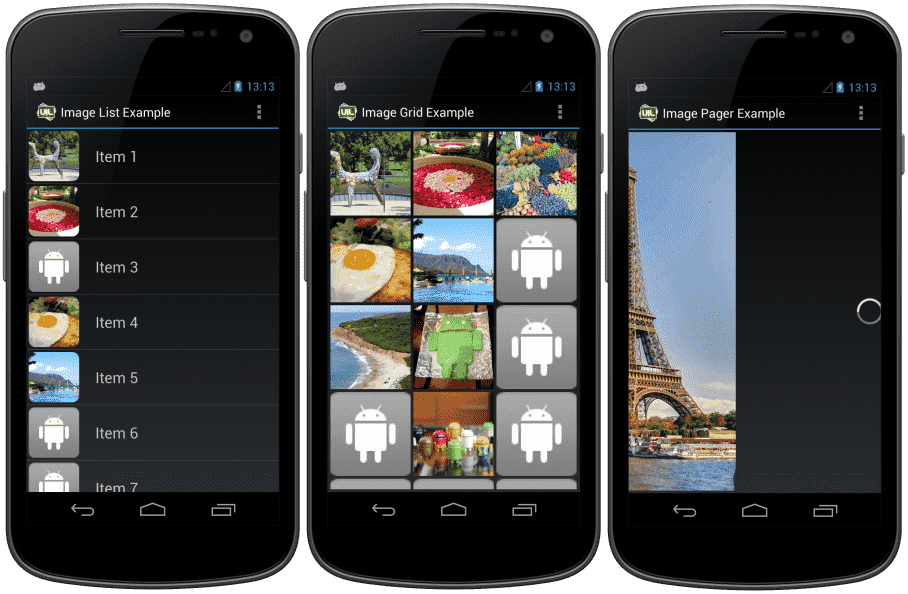 13:13
UIL
Image List Example
Item 1
Item 2
Item 3
Item 4
Item 5
Item 6
Item 7
13:13
UIL
Image Grid Example
13:13
UIL
Image Pager Example